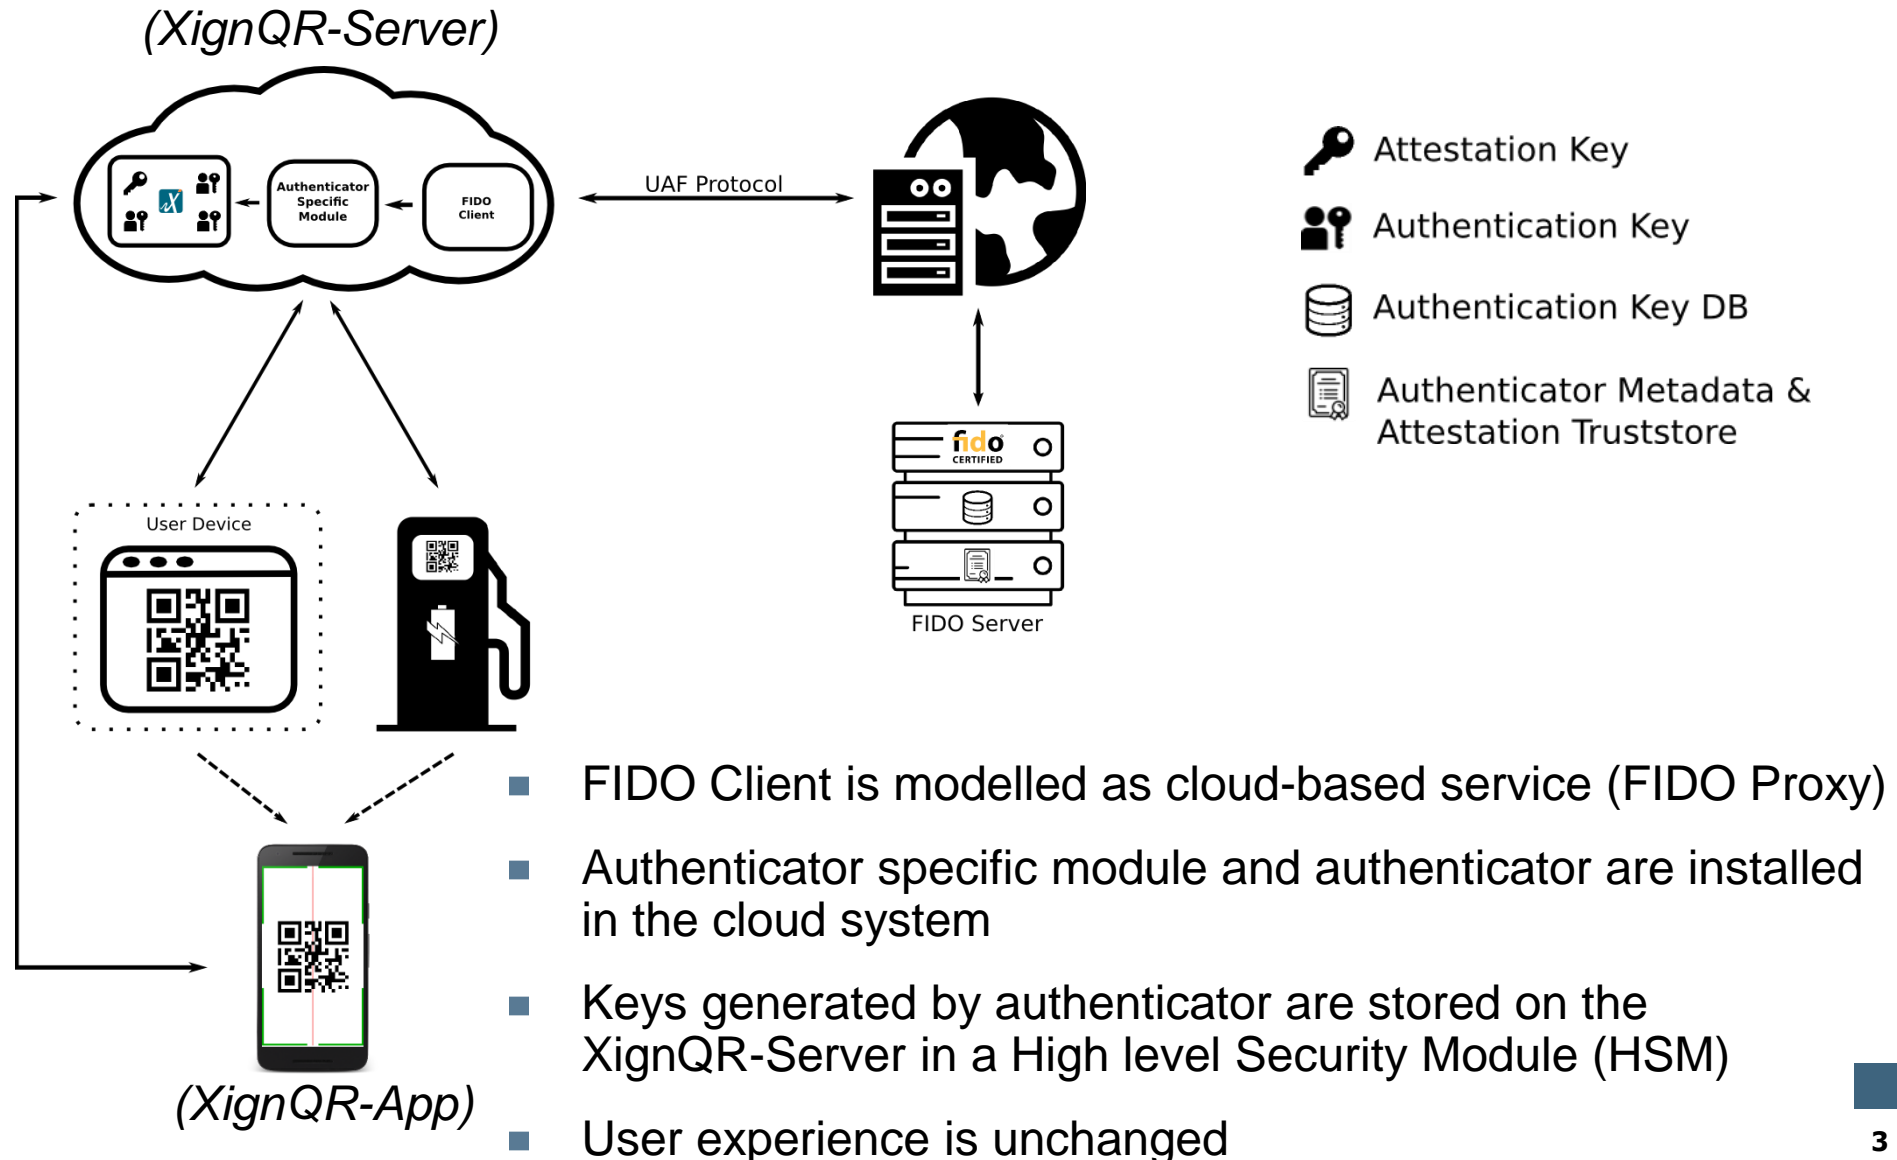 (XignQR-Server)
Authenticator
Specific
Module
FIDO
Client
UAF Protocol
Attestation Key
Authentication Key
Authentication Key DB
Authenticator Metadata &
Attestation Truststore
fido
CERTIFIED
FIDO Server
User Device
(XignQR-App)
FIDO Client is modelled as cloud-based service (FIDO Proxy)
Authenticator specific module and authenticator are installed
in the cloud system
Keys generated by authenticator are stored on the
XignQR-Server in a High level Security Module (HSM)
User experience is unchanged
3